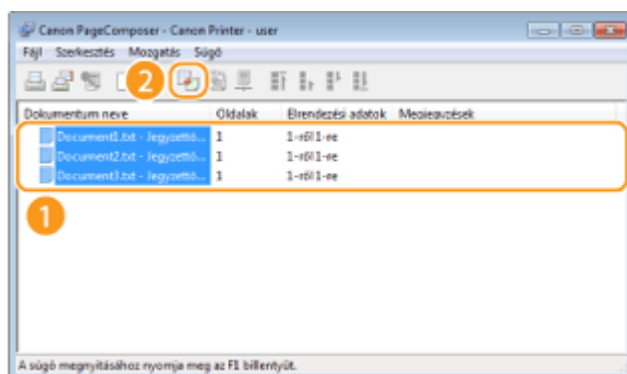 Canon PageComposer - Canon Printer - user
Fájl Szerkesztés Mozgatás Súgó
2
Dokumentum neve Oldalak Elrendezési adatok Megjegyzések
Document1.txt - Jegyzettö... 1 1-ről 1-re
Document2.txt - Jegyzettö... 1 1-ről 1-re
Document3.txt - Jegyzettö... 1 1-ről 1-re
1
A súgó megnyitásához nyomja meg az F1 billentyűt.